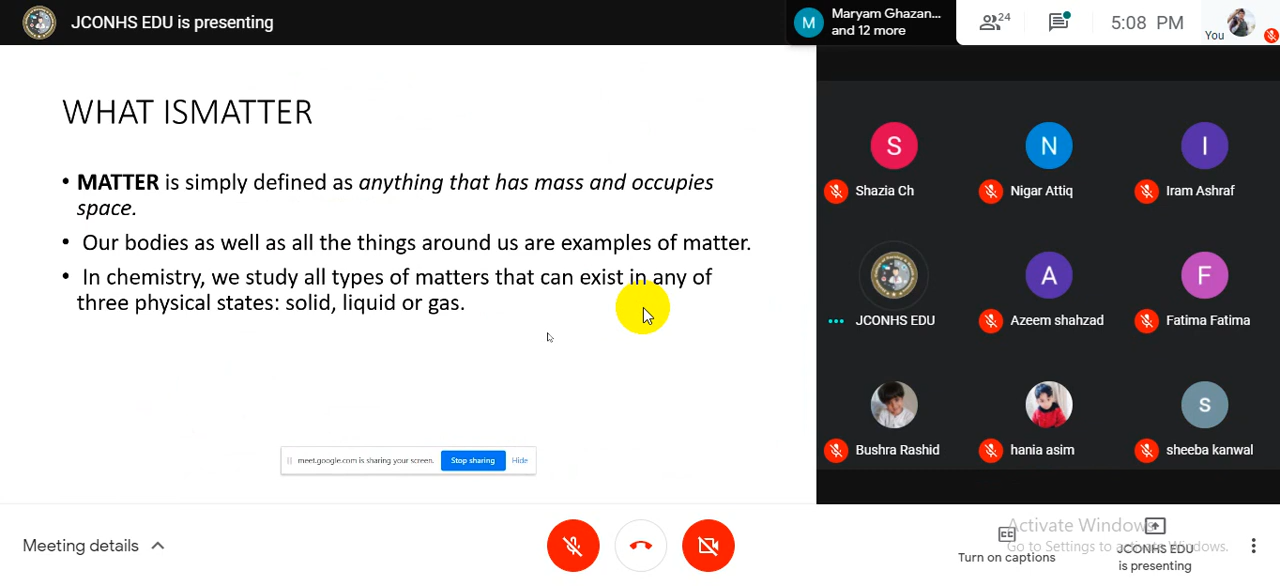 JCONHS EDU is presenting
M
Maryam Ghazan...
and 12 more
24
5:08 PM
You
WHAT ISMATTER
• MATTER is simply defined as anything that has mass and occupies
space.
• Our bodies as well as all the things around us are examples of matter.
• In chemistry, we study all types of matters that can exist in any of
three physical states: solid, liquid or gas.
meet.google.com is sharing your screen. Stop sharing Hide
S
N
I
Shazia Ch
Nigar Attiq
Iram Ashraf
A
F
JCONHS EDU
Azeem shahzad
Fatima Fatima
s
Bushra Rashid
hania asim
sheeba kanwal
Meeting details
CC
Turn on captions
JCONHS EDU
is presenting
Activate Windows
Go to Settings to activate Windows.